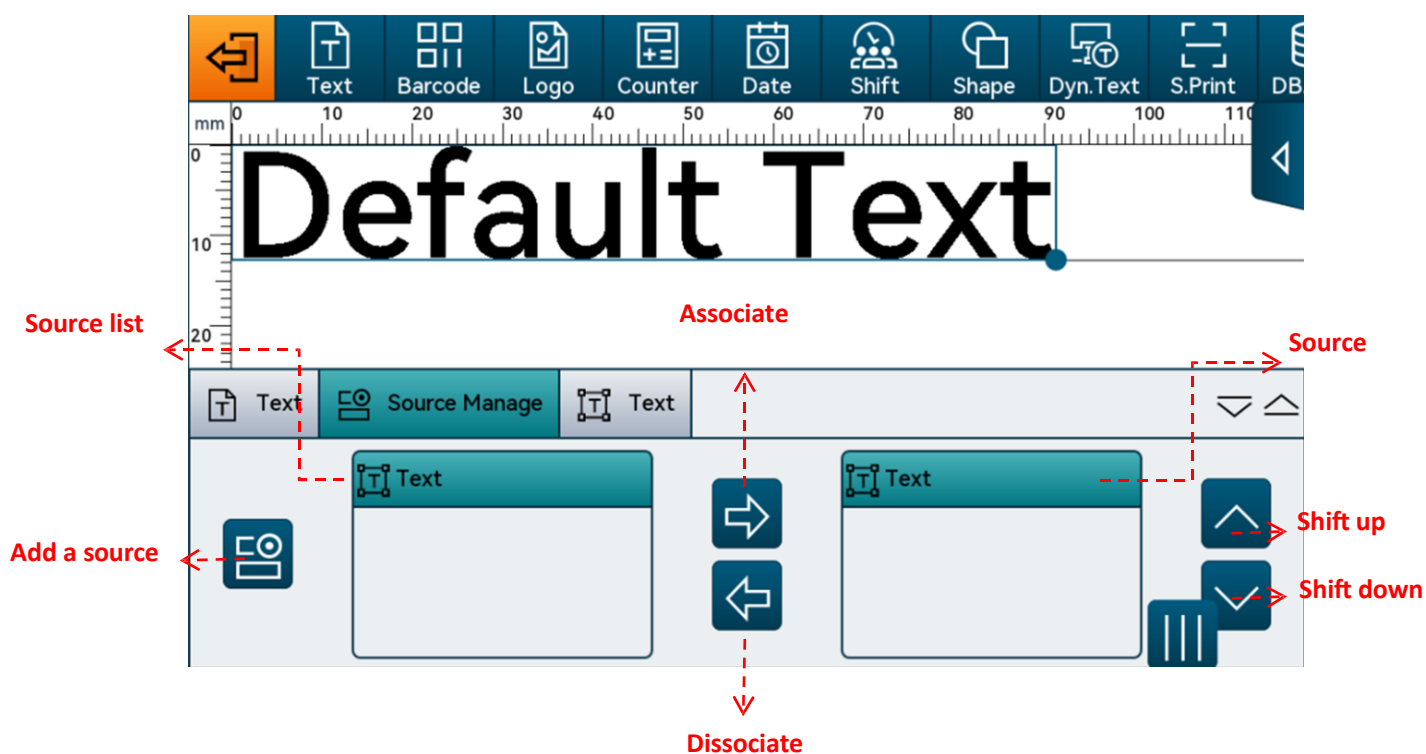 Text Barcode Logo Counter Date Shift Shape Dyn.Text S.Print DB
mm 0 10 20 30 40 50 60 70 80 90 100 110
0
Default Text
10
Associate
Source list
20
Source
Text Source Manage Text
Text Text
Shift up
Add a source
Shift down
Dissociate